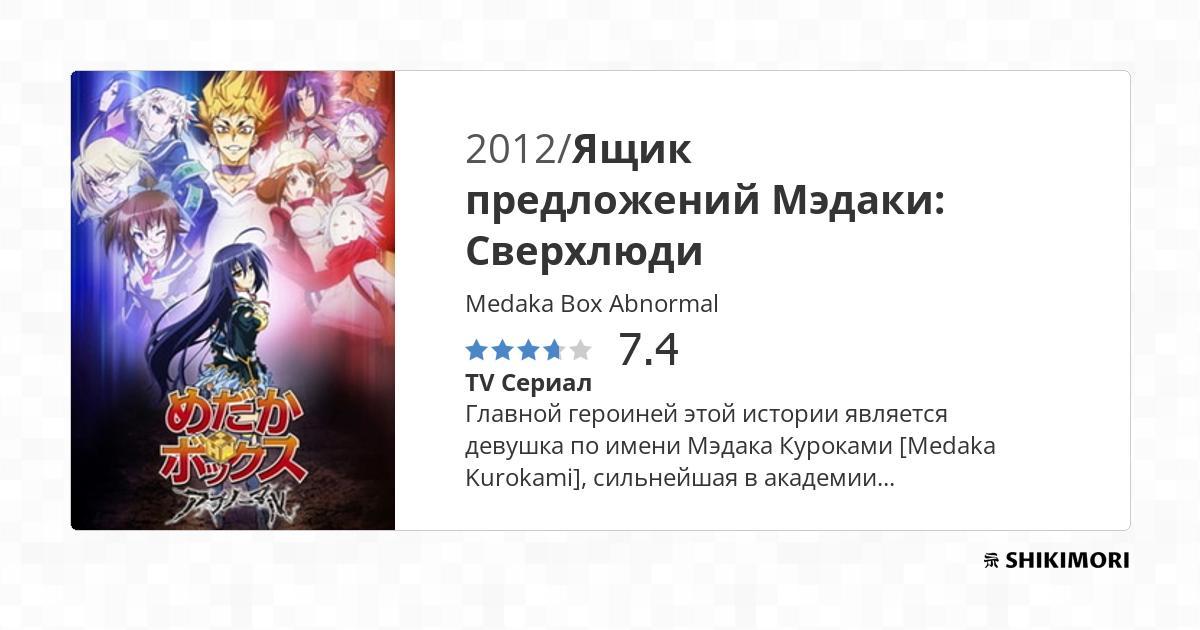 2012/Ящик
предложений Мэдаки:
Сверхлюди
Medaka Box Abnormal
7.4
TV Сериал
Главной героиней этой истории является
девушка по имени Мэдака Куроками [Medaka
Kurokami], сильнейшая в академии...
めだか
ボックス
アブノーマル
SHIKIMORI